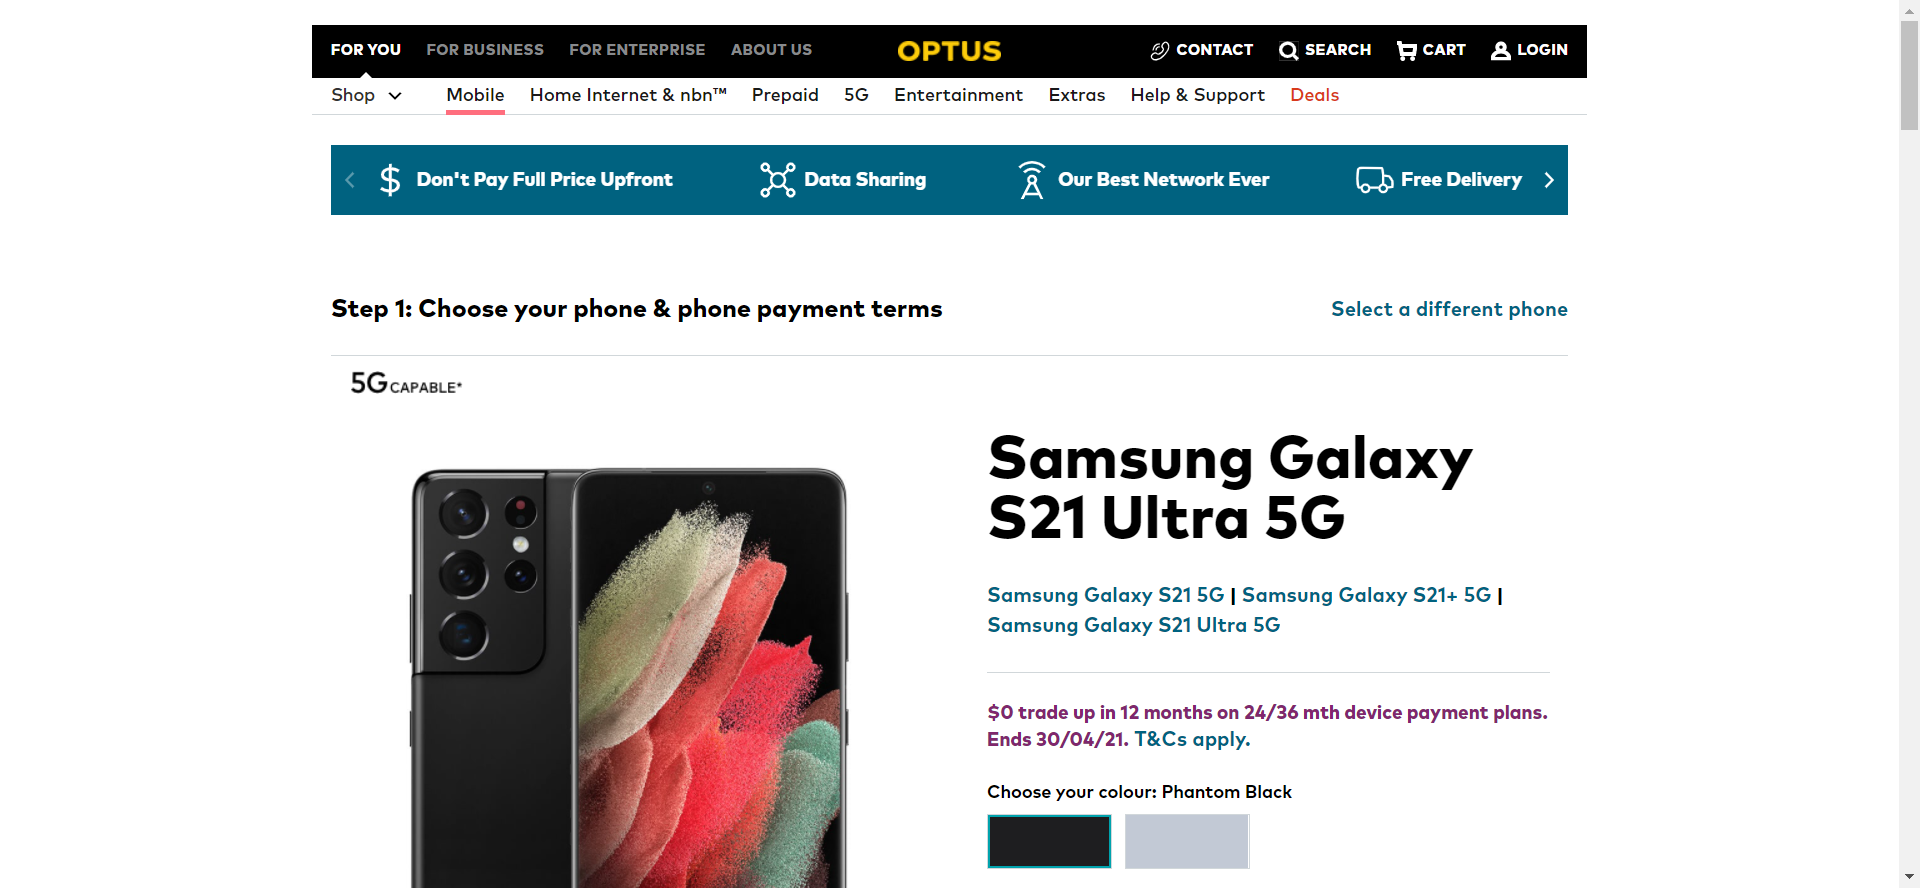 FOR YOU FOR BUSINESS FOR ENTERPRISE ABOUT US OPTUS CONTACT SEARCH CART LOGIN
Shop Mobile Home Internet & nbn™ Prepaid 5G Entertainment Extras Help & Support Deals
Don't Pay Full Price Upfront Data Sharing Our Best Network Ever Free Delivery
Step 1: Choose your phone & phone payment terms Select a different phone
5G CAPABLE*
Samsung Galaxy
S21 Ultra 5G
Samsung Galaxy S21 5G | Samsung Galaxy S21+ 5G |
Samsung Galaxy S21 Ultra 5G
$0 trade up in 12 months on 24/36 mth device payment plans.
Ends 30/04/21. T&Cs apply.
Choose your colour: Phantom Black